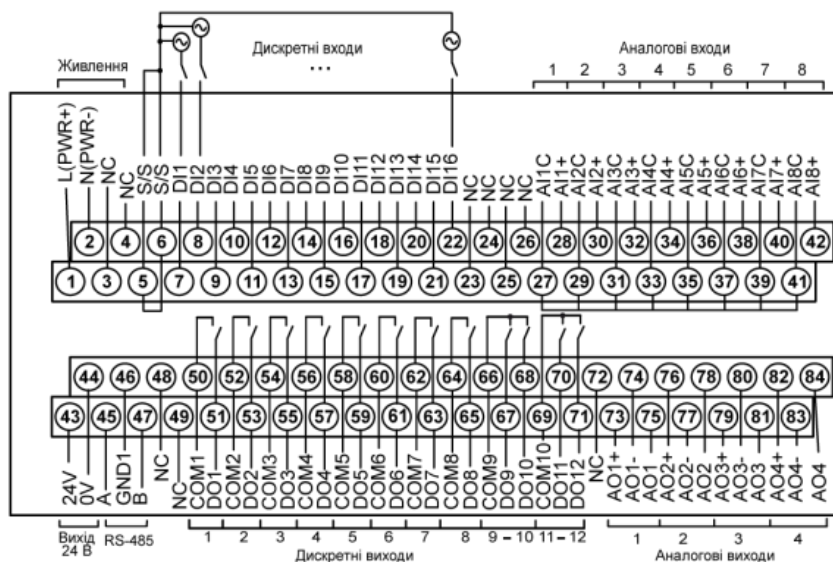 Дискретні входи
...
Аналогові входи
Живлення
1 2 3 4 5 6 7 8
L(PWR+) N(PWR-) NC NC S/S S/S DI1 DI2 DI3 DI4 DI5 DI6 DI7 DI8 DI9 DI10 DI11 DI12 DI13 DI14 DI15 DI16 NC NC NC NC AI1C AI1+ AI2C AI2+ AI3C AI3+ AI4C AI4+ AI5C AI5+ AI6C AI6+ AI7C AI7+ AI8C AI8+
2 4 6 8 10 12 14 16 18 20 22 24 26 28 30 32 34 36 38 40 42
1 3 5 7 9 11 13 15 17 19 21 23 25 27 29 31 33 35 37 39 41
44 46 48 50 52 54 56 58 60 62 64 66 68 70 72 74 76 78 80 82 84
43 45 47 49 51 53 55 57 59 61 63 65 67 69 71 73 75 77 79 81 83
24V 0V A GND1 B NC NC COM1 DO1 COM2 DO2 COM3 DO3 COM4 DO4 COM5 DO5 COM6 DO6 COM7 DO7 COM8 DO8 COM9 DO9 DO10 COM10 DO11 DO12 NC AO1+ AO1- AO1 AO2+ AO2- AO2 AO3+ AO3- AO3 AO4+ AO4- AO4
Вихід
24 В
RS-485
1 2 3 4 5 6 7 8 9 – 10 11 – 12
1 2 3 4
Дискретні виходи
Аналогові виходи